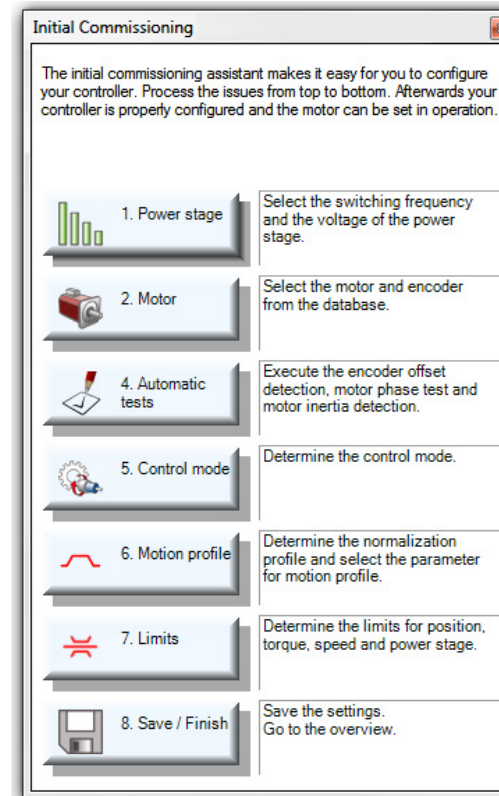 Initial Commissioning
The initial commissioning assistant makes it easy for you to configure
your controller. Process the issues from top to bottom. Afterwards your
controller is properly configured and the motor can be set in operation.
1. Power stage
Select the switching frequency
and the voltage of the power
stage.
2. Motor
Select the motor and encoder
from the database.
4. Automatic
tests
Execute the encoder offset
detection, motor phase test and
motor inertia detection.
5. Control mode
Determine the control mode.
6. Motion profile
Determine the normalization
profile and select the parameter
for motion profile.
7. Limits
Determine the limits for position,
torque, speed and power stage.
8. Save / Finish
Save the settings.
Go to the overview.